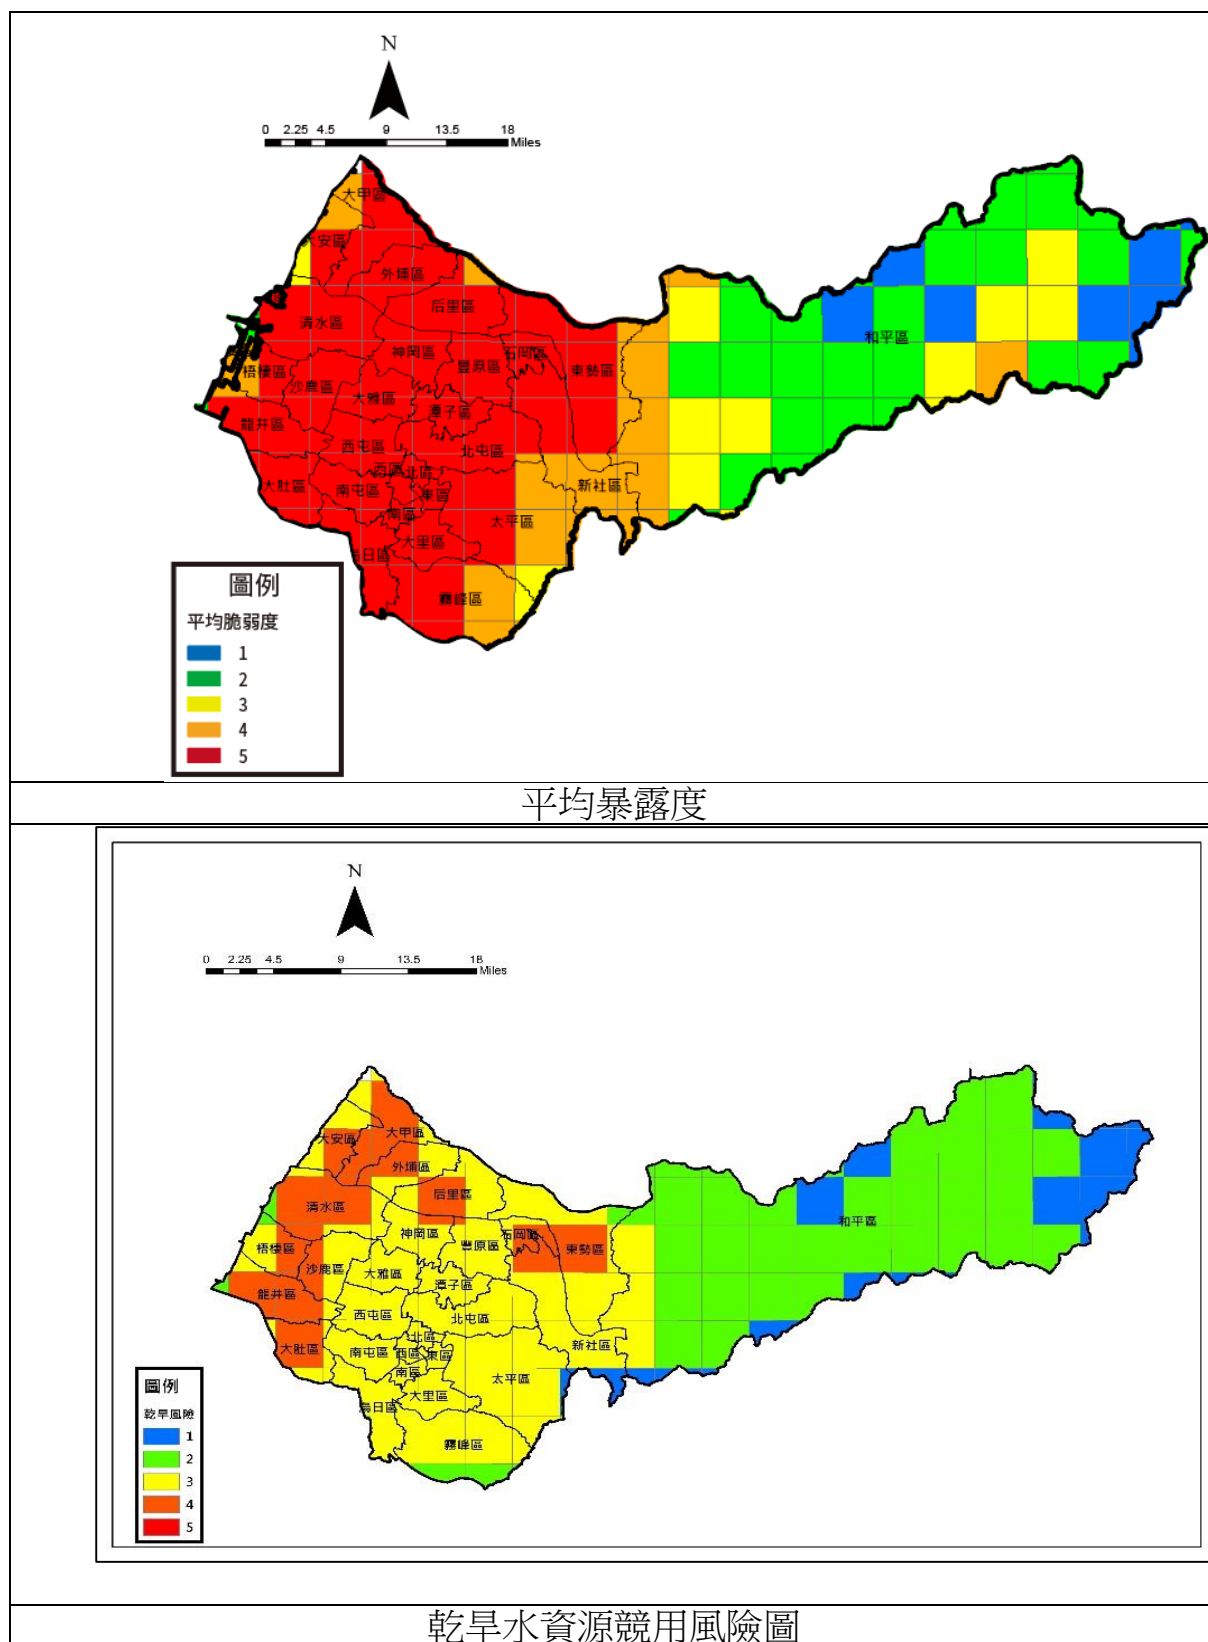 N
0 2.25 4.5 9 13.5 18
Miles
大甲區
大安區
外埔區
后里區
清水區
和平區
神岡區
石岡區
豐原區
東勢區
梧棲區
沙鹿區
大雅區
潭子區
龍井區
西屯區
北屯區
西區
北區
大肚區
南屯區
東區
新社區
南區
太平區
大里區
烏日區
霧峰區
圖例
平均脆弱度
1
2
3
4
5
平均暴露度
N
0 2.25 4.5 9 13.5 18
Miles
大安區
大甲區
外埔區
后里區
清水區
和平區
神岡區
石岡區
梧棲區
豐原區
東勢區
沙鹿區
大雅區
潭子區
龍井區
西屯區
北屯區
北區
大肚區
南屯區
西區
東區
新社區
南區
太平區
大里區
烏日區
霧峰區
圖例
乾旱風險
1
2
3
4
5
乾旱水資源競用風險圖